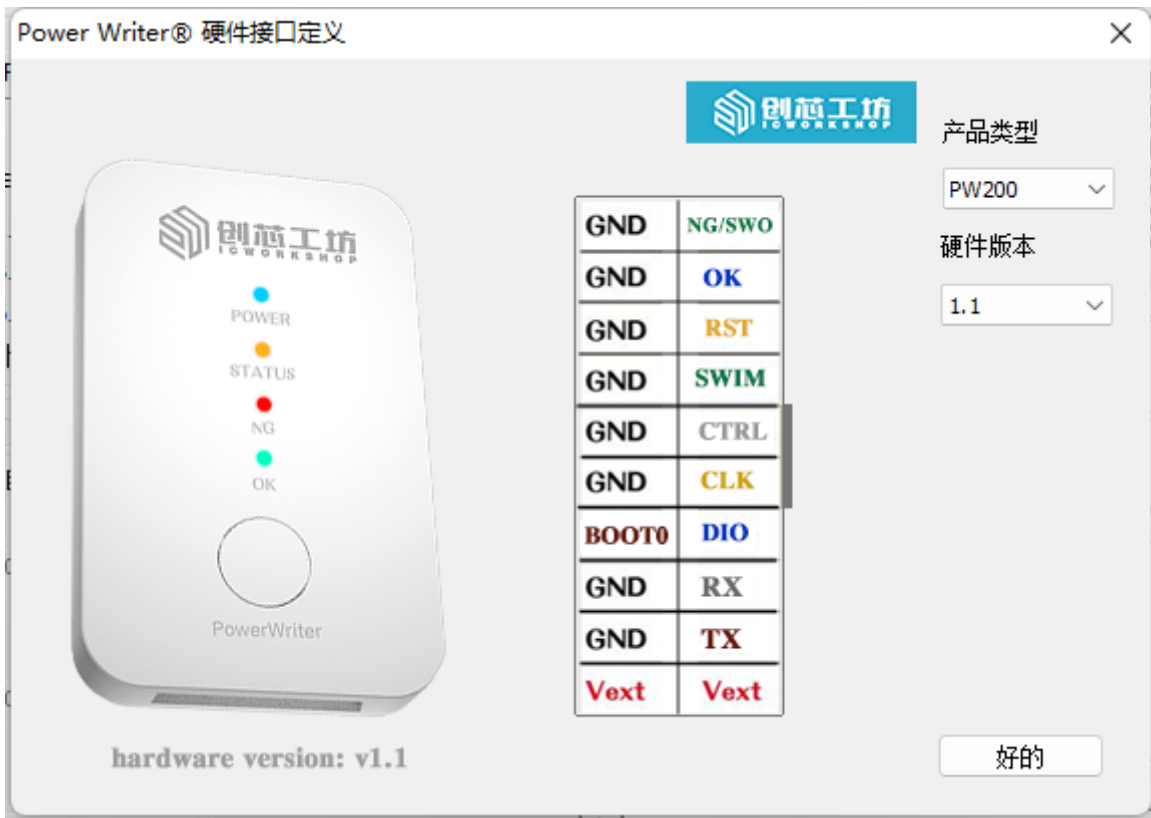 Power Writer® 硬件接口定义
创芯工坊
ICWORKSHOP
产品类型
PW200
硬件版本
1.1
创芯工坊
ICWORKSHOP
POWER
STATUS
NG
OK
PowerWriter
hardware version: v1.1
GND NG/SWO
GND OK
GND RST
GND SWIM
GND CTRL
GND CLK
BOOT0 DIO
GND RX
GND TX
Vext Vext
好的